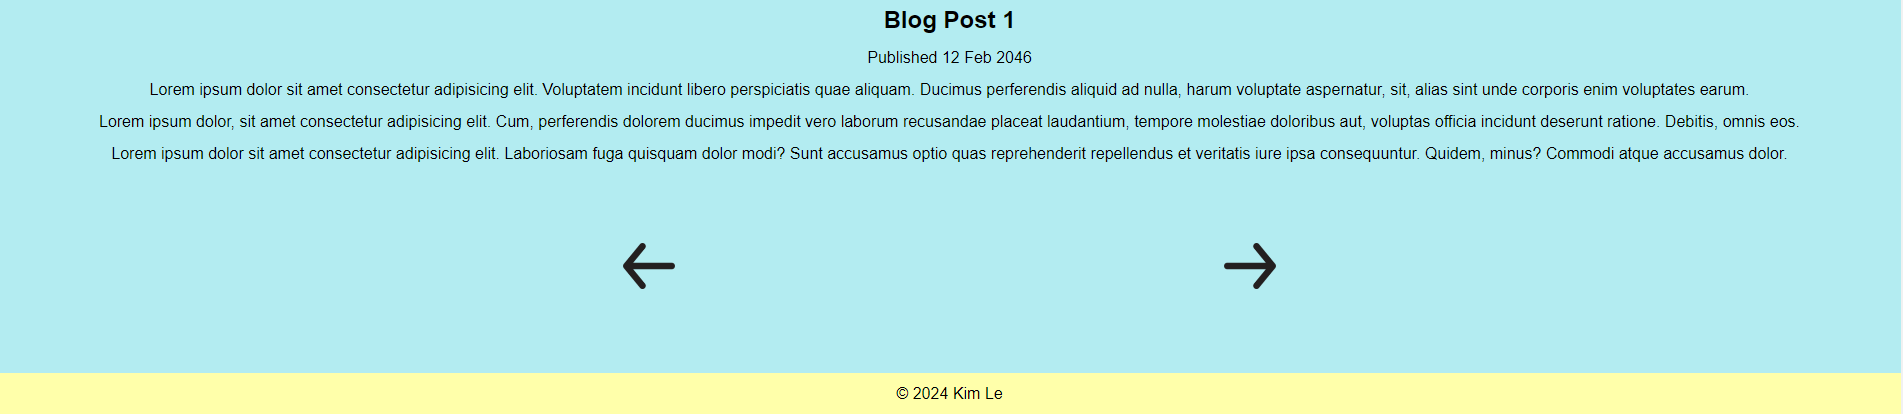 Blog Post 1
Published 12 Feb 2046
Lorem ipsum dolor sit amet consectetur adipisicing elit. Voluptatem incidunt libero perspiciatis quae aliquam. Ducimus perferendis aliquid ad nulla, harum voluptate aspernatur, sit, alias sint unde corporis enim voluptates earum.
Lorem ipsum dolor, sit amet consectetur adipisicing elit. Cum, perferendis dolorem ducimus impedit vero laborum recusandae placeat laudantium, tempore molestiae doloribus aut, voluptas officia incidunt deserunt ratione. Debitis, omnis eos.
Lorem ipsum dolor sit amet consectetur adipisicing elit. Laboriosam fuga quisquam dolor modi? Sunt accusamus optio quas reprehenderit repellendus et veritatis iure ipsa consequuntur. Quidem, minus? Commodi atque accusamus dolor.
© 2024 Kim Le